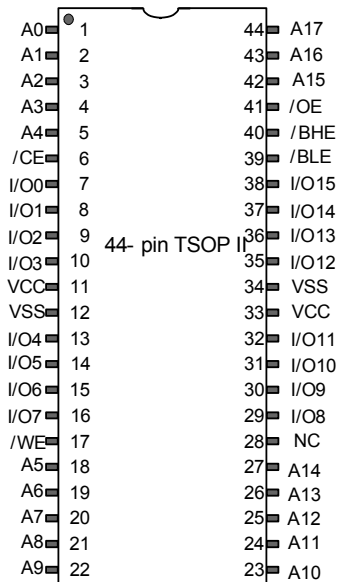 A0 1 44 A17
A1 2 43 A16
A2 3 42 A15
A3 4 41 /OE
A4 5 40 /BHE
/CE 6 39 /BLE
I/O0 7 38 I/O15
I/O1 8 37 I/O14
I/O2 9 44- pin TSOP II 36 I/O13
I/O3 10 35 I/O12
VCC 11 34 VSS
VSS 12 33 VCC
I/O4 13 32 I/O11
I/O5 14 31 I/O10
I/O6 15 30 I/O9
I/O7 16 29 I/O8
/WE 17 28 NC
A5 18 27 A14
A6 19 26 A13
A7 20 25 A12
A8 21 24 A11
A9 22 23 A10